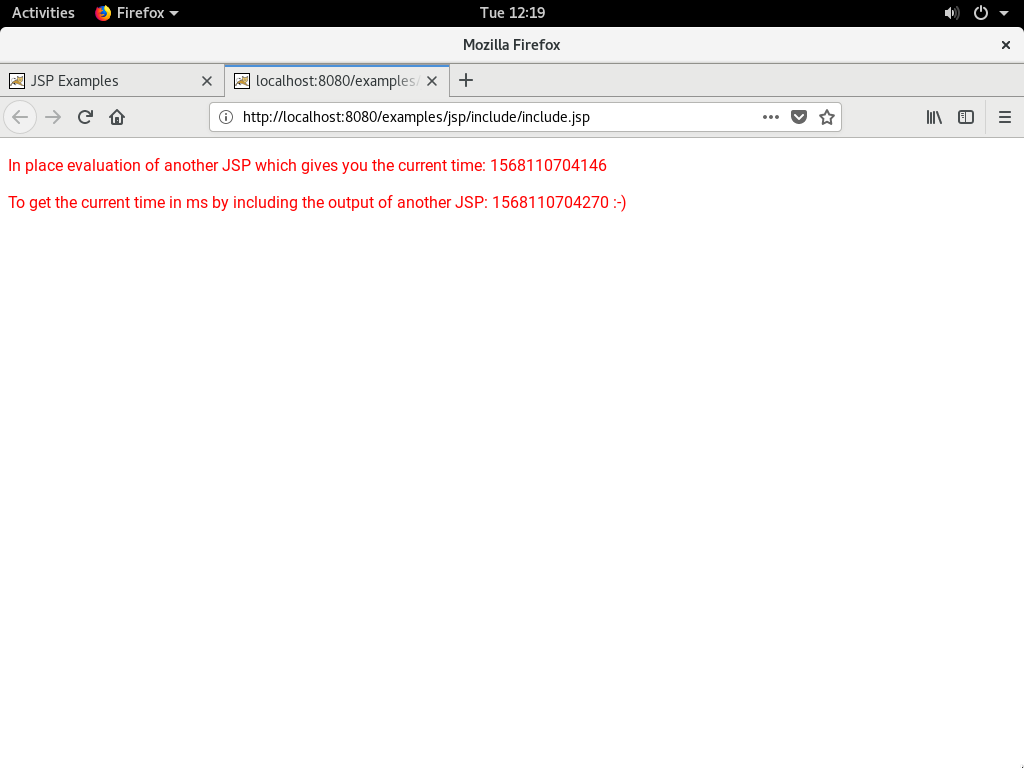 Activities Firefox Tue 12:19
Mozilla Firefox
JSP Examples localhost:8080/examples/
http://localhost:8080/examples/jsp/include/include.jsp
In place evaluation of another JSP which gives you the current time: 1568110704146
To get the current time in ms by including the output of another JSP: 1568110704270 :-)